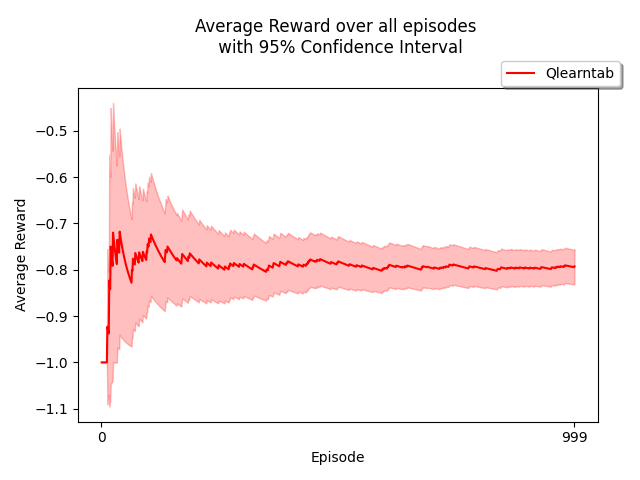 Average Reward over all episodes
with 95% Confidence Interval
Qlearntab
Average Reward
−0.5
−0.6
−0.7
−0.8
−0.9
−1.0
−1.1
0
999
Episode